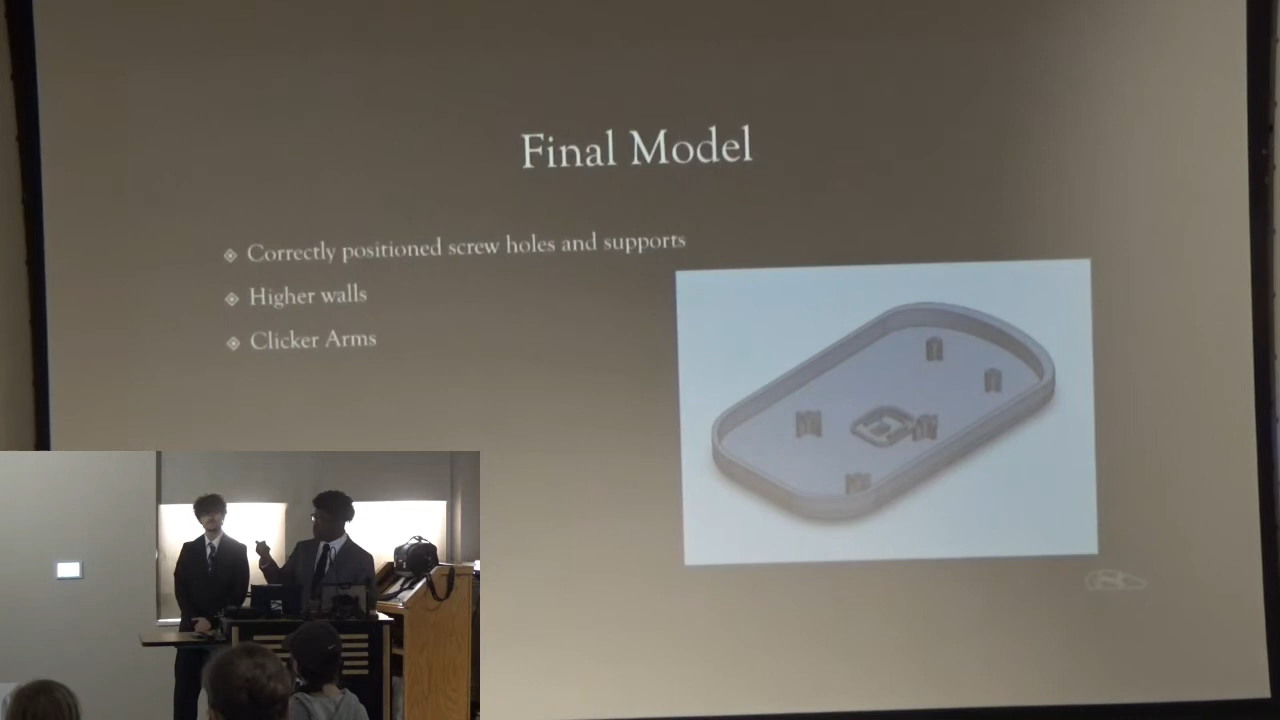 Final Model
Correctly positioned screw holes and supports
Higher walls
Clicker Arms